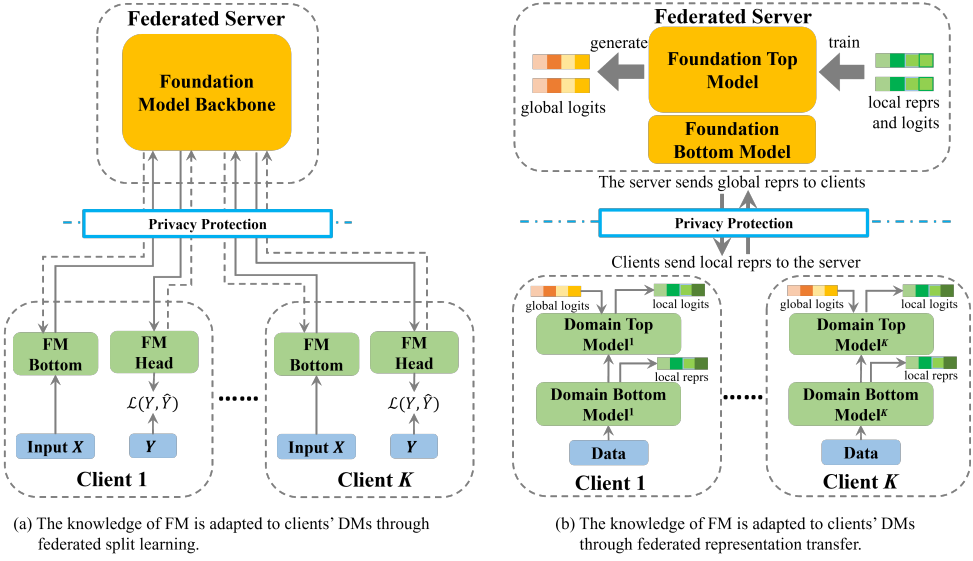 Federated Server
Foundation
Model Backbone
Privacy Protection
FM
Bottom
FM
Head
ℒ(Y, Ŷ)
Input X
Y
Client 1
......
FM
Bottom
FM
Head
ℒ(Y, Ŷ)
Input X
Y
Client K
(a) The knowledge of FM is adapted to clients' DMs through
federated split learning.
Federated Server
generate
train
Foundation Top
Model
global logits
local reprs
and logits
Foundation
Bottom Model
The server sends global reprs to clients
Privacy Protection
Clients send local reprs to the server
global logits
local logits
Domain Top
Model¹
local reprs
Domain Bottom
Model¹
Data
Client 1
......
global logits
local logits
Domain Top
Modelᴷ
local reprs
Domain Bottom
Modelᴷ
Data
Client K
(b) The knowledge of FM is adapted to clients' DMs
through federated representation transfer.